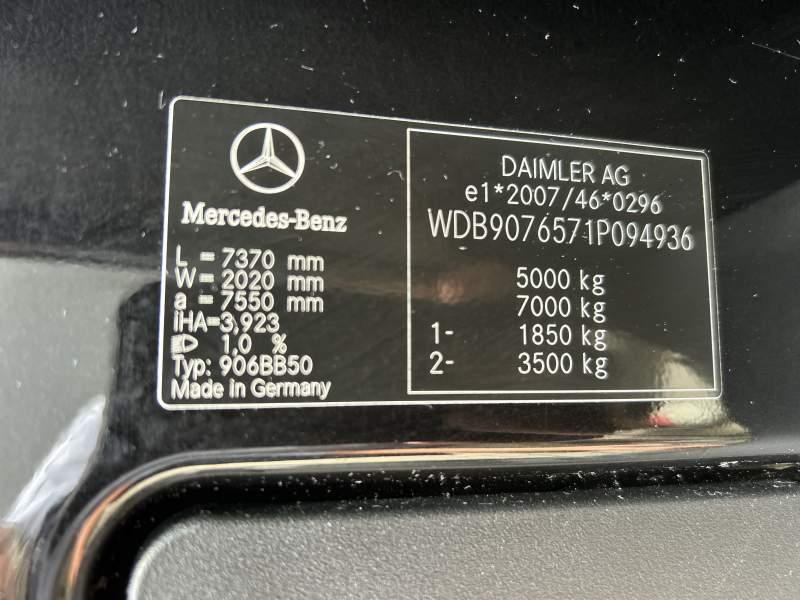 Mercedes-Benz
L = 7370 mm
W = 2020 mm
a = 7550 mm
iHA=3,923
1,0 %
Typ: 906BB50
Made in Germany
DAIMLER AG
e1*2007/46*0296
WDB9076571P094936
5000 kg
7000 kg
1- 1850 kg
2- 3500 kg